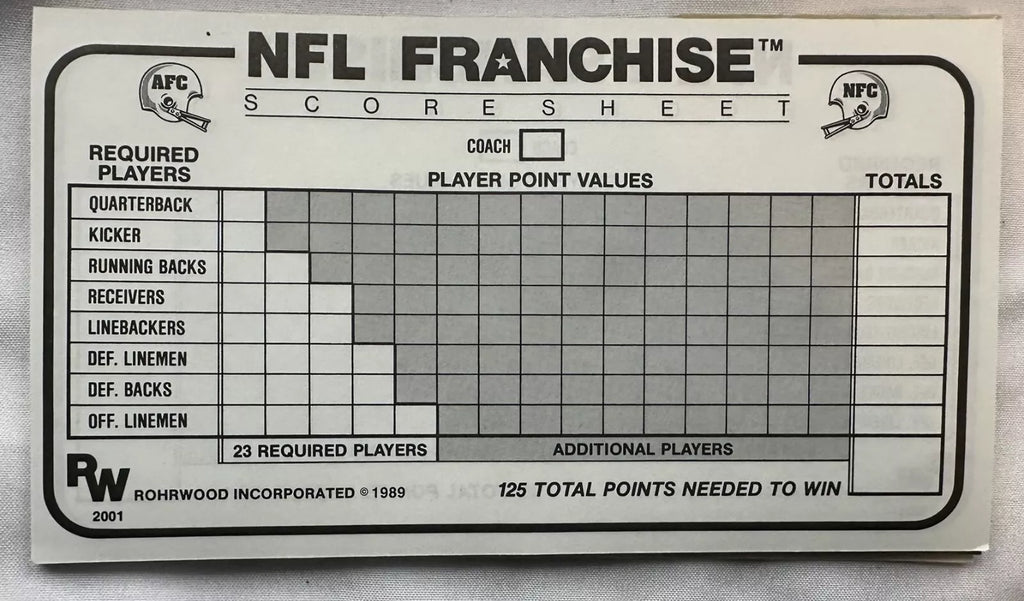 NFL FRANCHISE™
SCORESHEET
AFC
NFC
COACH
REQUIRED
PLAYERS
PLAYER POINT VALUES
TOTALS
QUARTERBACK
KICKER
RUNNING BACKS
RECEIVERS
LINEBACKERS
DEF. LINEMEN
DEF. BACKS
OFF. LINEMEN
23 REQUIRED PLAYERS
ADDITIONAL PLAYERS
RW
ROHRWOOD INCORPORATED © 1989
125 TOTAL POINTS NEEDED TO WIN
2001